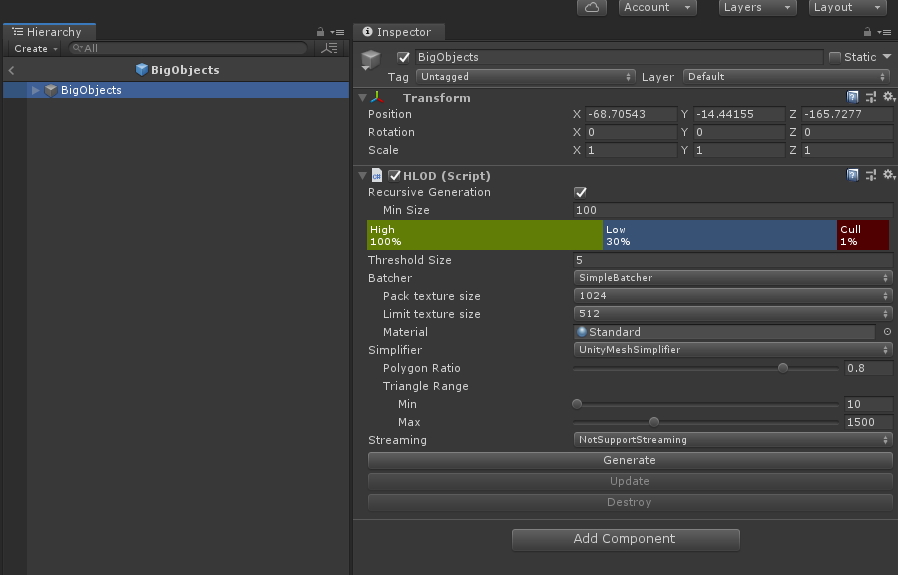 Account Layers Layout
Hierarchy
Create All
BigObjects
BigObjects
Inspector
BigObjects Static
Tag Untagged Layer Default
Transform
Position X -68.70543 Y -14.44155 Z -165.7277
Rotation X 0 Y 0 Z 0
Scale X 1 Y 1 Z 1
HLOD (Script)
Recursive Generation
Min Size 100
High Low Cull
100% 30% 1%
Threshold Size 5
Batcher SimpleBatcher
Pack texture size 1024
Limit texture size 512
Material Standard
Simplifier UnityMeshSimplifier
Polygon Ratio 0.8
Triangle Range
Min 10
Max 1500
Streaming NotSupportStreaming
Generate
Update
Destroy
Add Component